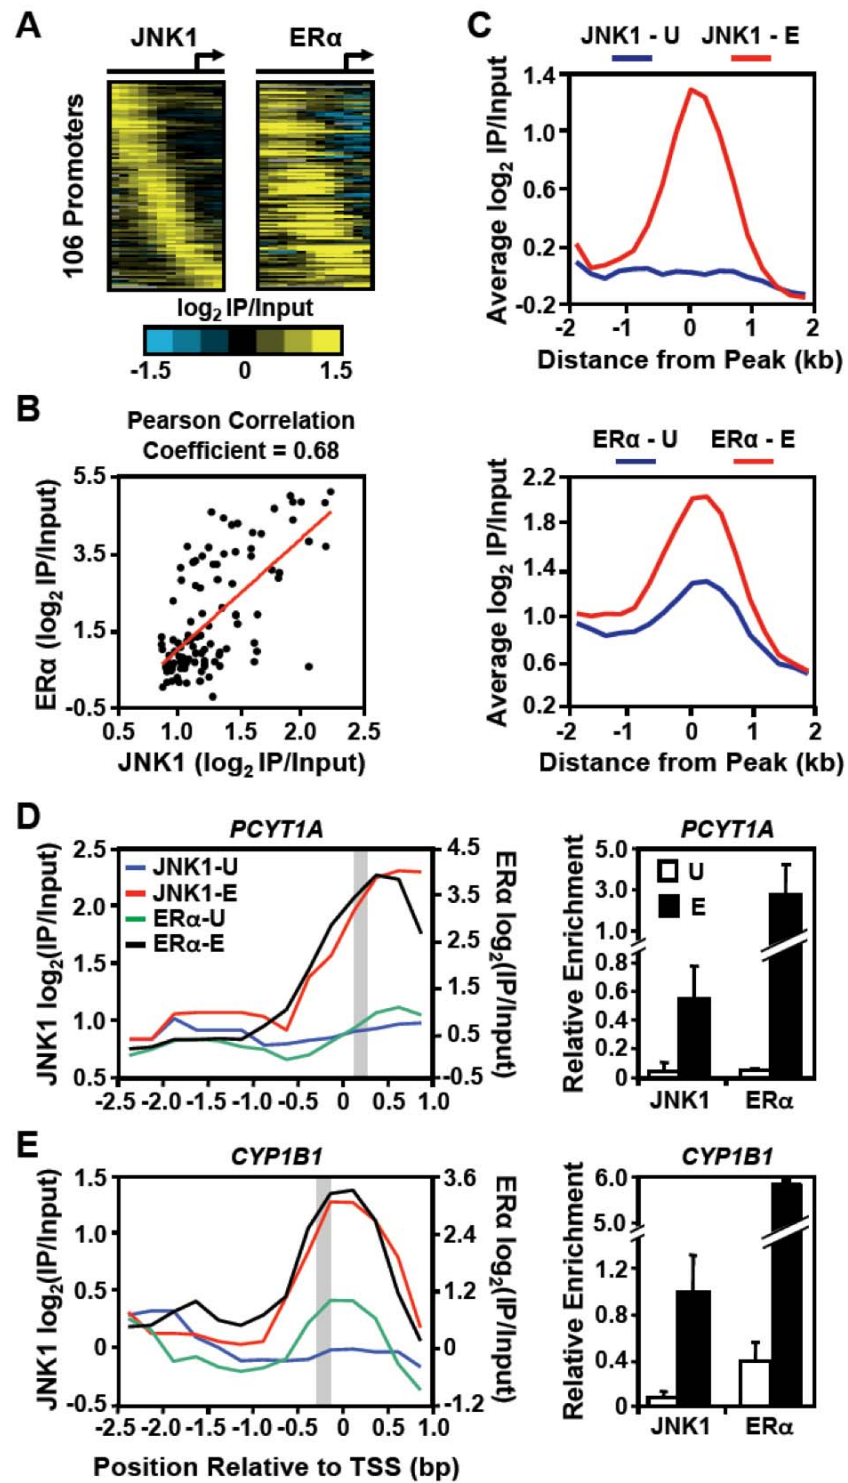 A
JNK1
ERα
106 Promoters
log2 IP/Input
-1.5 0 1.5
B
Pearson Correlation
Coefficient = 0.68
ERα (log2 IP/Input)
5.5
3.5
1.5
-0.5
0.5 1.0 1.5 2.0 2.5
JNK1 (log2 IP/Input)
C
JNK1 - U JNK1 - E
Average log2 IP/Input
1.4
1.0
0.6
0.2
-0.2
-2 -1 0 1 2
Distance from Peak (kb)
ERα - U ERα - E
Average log2 IP/Input
2.2
1.8
1.4
1.0
0.6
0.2
-2 -1 0 1 2
Distance from Peak (kb)
D
PCYT1A
JNK1 log2(IP/Input)
2.5
2.0
1.5
1.0
0.5
JNK1-U
JNK1-E
ERα-U
ERα-E
4.5
3.5
2.5
1.5
0.5
-0.5
ERα log2(IP/Input)
-2.5 -2.0 -1.5 -1.0 -0.5 0 0.5 1.0
PCYT1A
Relative Enrichment
5.0
3.0
1.0
0.8
0.6
0.4
0.2
0
U
E
JNK1 ERα
E
CYP1B1
JNK1 log2(IP/Input)
1.5
1.0
0.5
0
-0.5
3.6
2.4
1.2
0
-1.2
ERα log2(IP/Input)
-2.5 -2.0 -1.5 -1.0 -0.5 0 0.5 1.0
Position Relative to TSS (bp)
CYP1B1
Relative Enrichment
6.0
5.0
1.2
0.8
0.4
0
JNK1 ERα